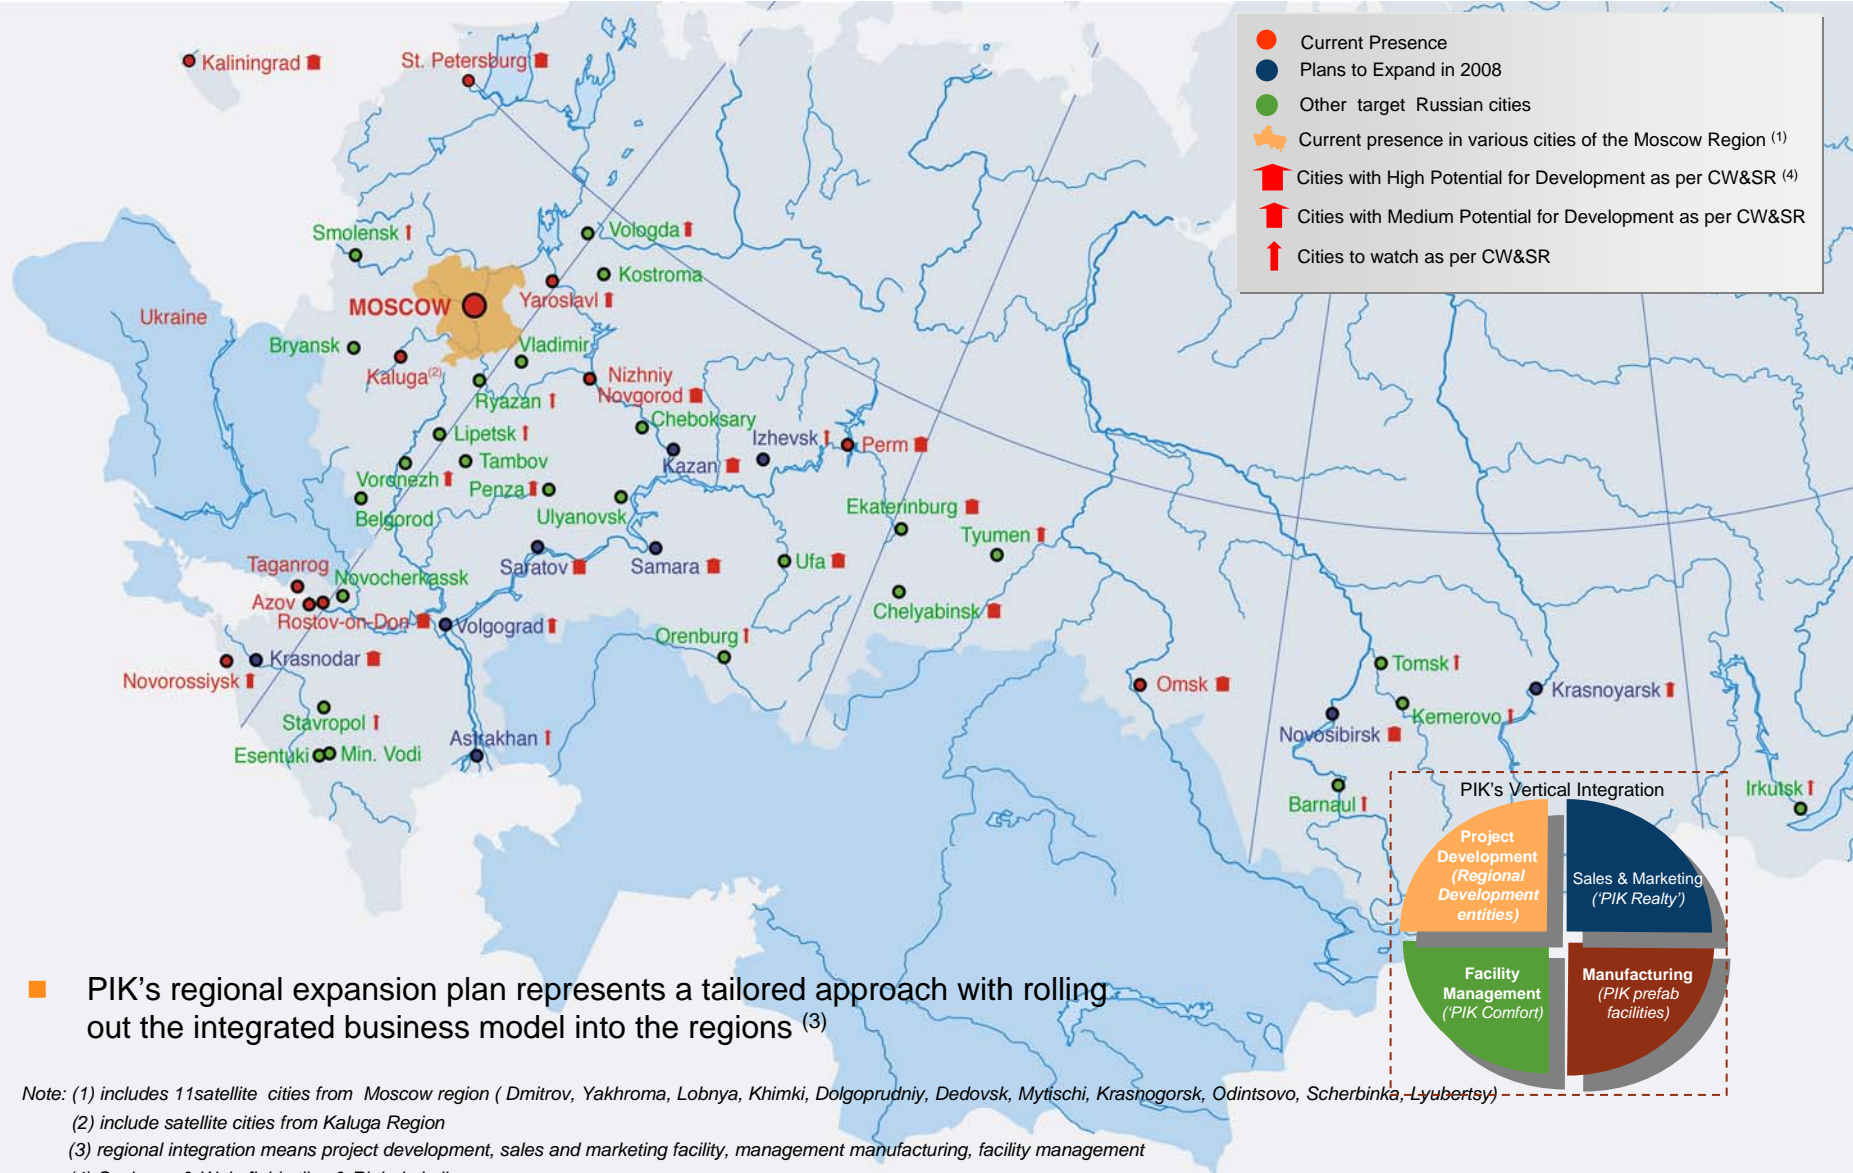 Current Presence
Plans to Expand in 2008
Other target Russian cities
Current presence in various cities of the Moscow Region (1)
Cities with High Potential for Development as per CW&SR (4)
Cities with Medium Potential for Development as per CW&SR
Cities to watch as per CW&SR
Kaliningrad
St. Petersburg
Smolensk
Vologda
Kostroma
MOSCOW
Yaroslavl
Ukraine
Bryansk
Vladimir
Kaluga(2)
Nizhniy
Novgorod
Ryazan
Cheboksary
Lipetsk
Izhevsk
Perm
Tambov
Kazan
Voronezh
Penza
Belgorod
Ulyanovsk
Ekaterinburg
Tyumen
Taganrog
Saratov
Samara
Ufa
Novocherkassk
Azov
Rostov-on-Don
Volgograd
Chelyabinsk
Orenburg
Krasnodar
Novorossiysk
Tomsk
Omsk
Krasnoyarsk
Stavropol
Kemerovo
Astrakhan
Novosibirsk
Esentuki
Min. Vodi
Barnaul
Irkutsk
PIK's Vertical Integration
Project
Development
(Regional
Development
entities)
Sales & Marketing
('PIK Realty')
Facility
Management
('PIK Comfort)
Manufacturing
(PIK prefab
facilities)
PIK's regional expansion plan represents a tailored approach with rolling
out the integrated business model into the regions (3)
Note: (1) includes 11satellite cities from Moscow region ( Dmitrov, Yakhroma, Lobnya, Khimki, Dolgoprudniy, Dedovsk, Mytischi, Krasnogorsk, Odintsovo, Scherbinka, Lyubertsy)
(2) include satellite cities from Kaluga Region
(3) regional integration means project development, sales and marketing facility, management manufacturing, facility management